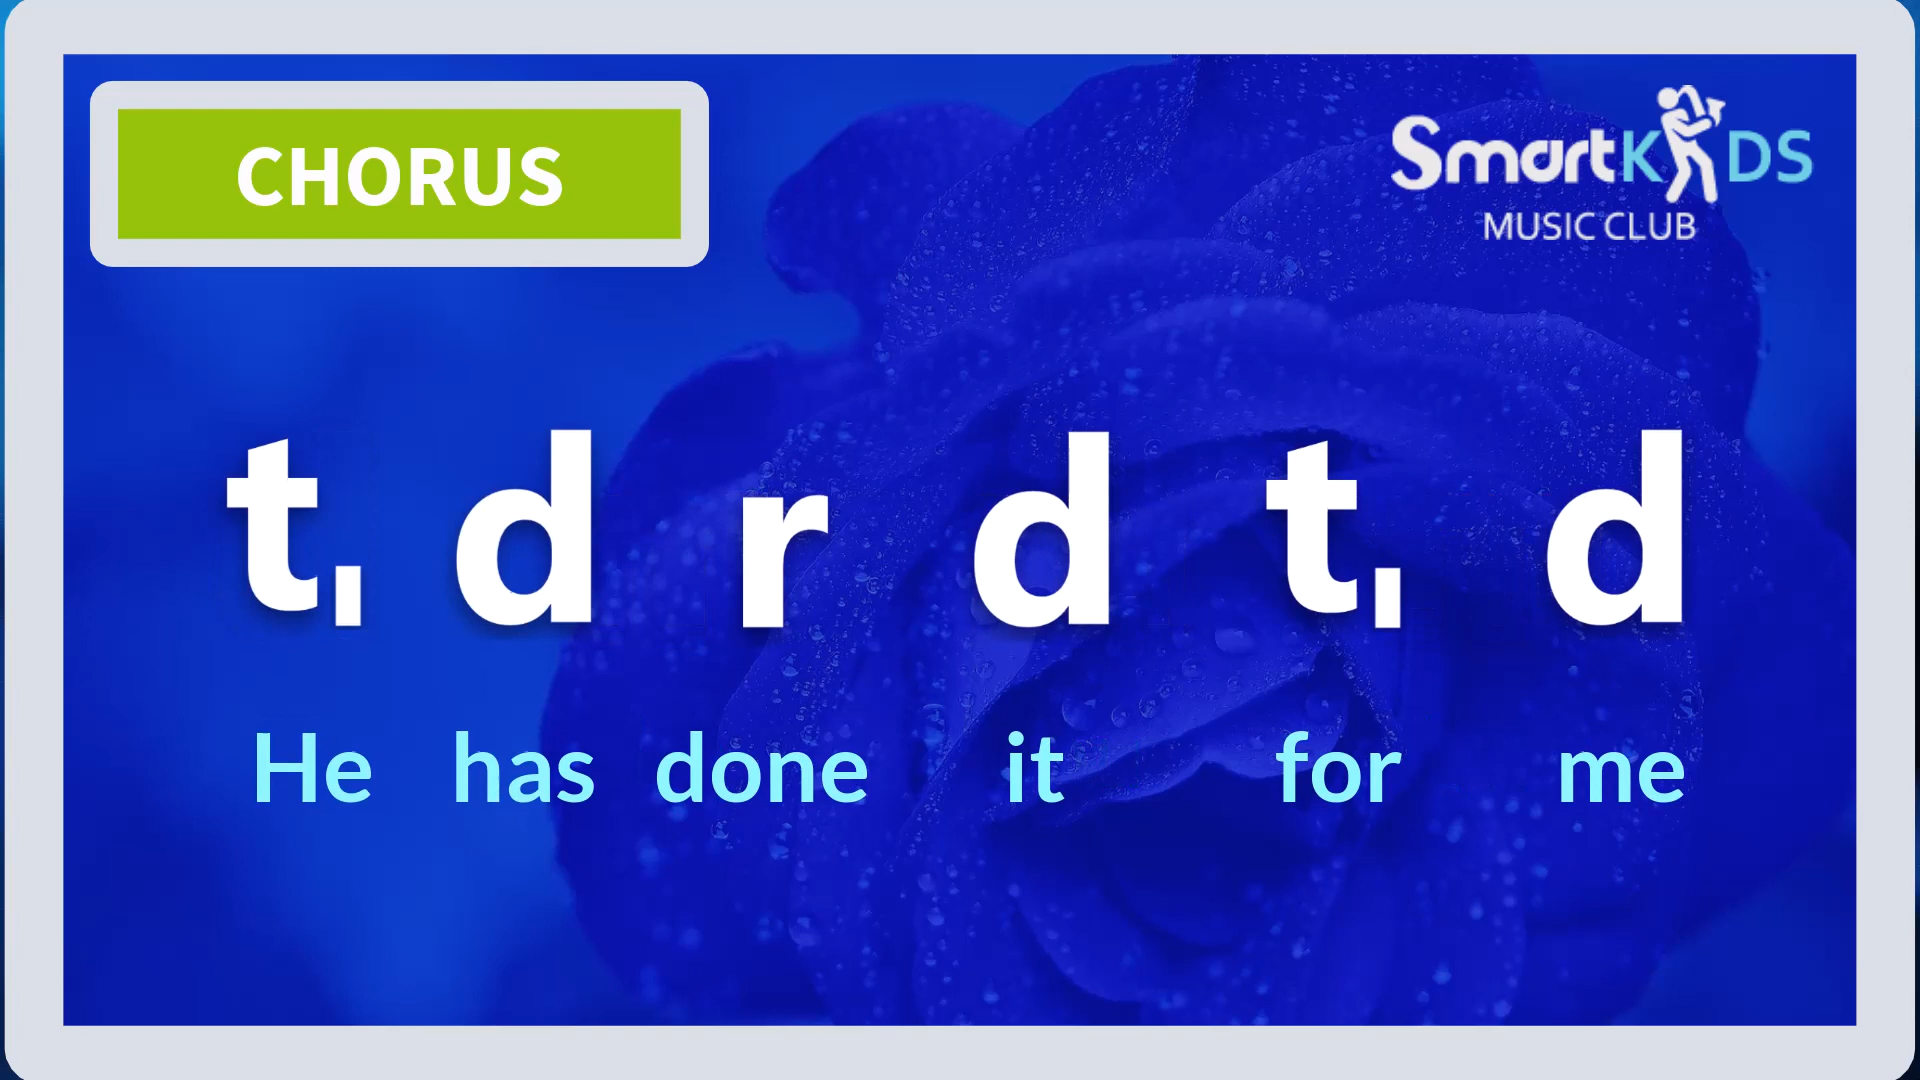 CHORUS
SmartKIDS
MUSIC CLUB
t, d r d t, d
He has done it for me